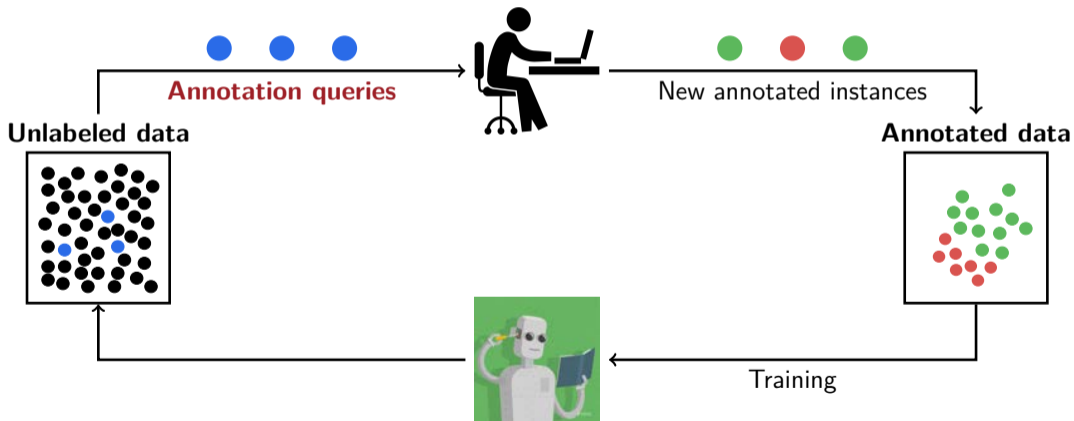 Annotation queries
New annotated instances
Unlabeled data
Annotated data
Training